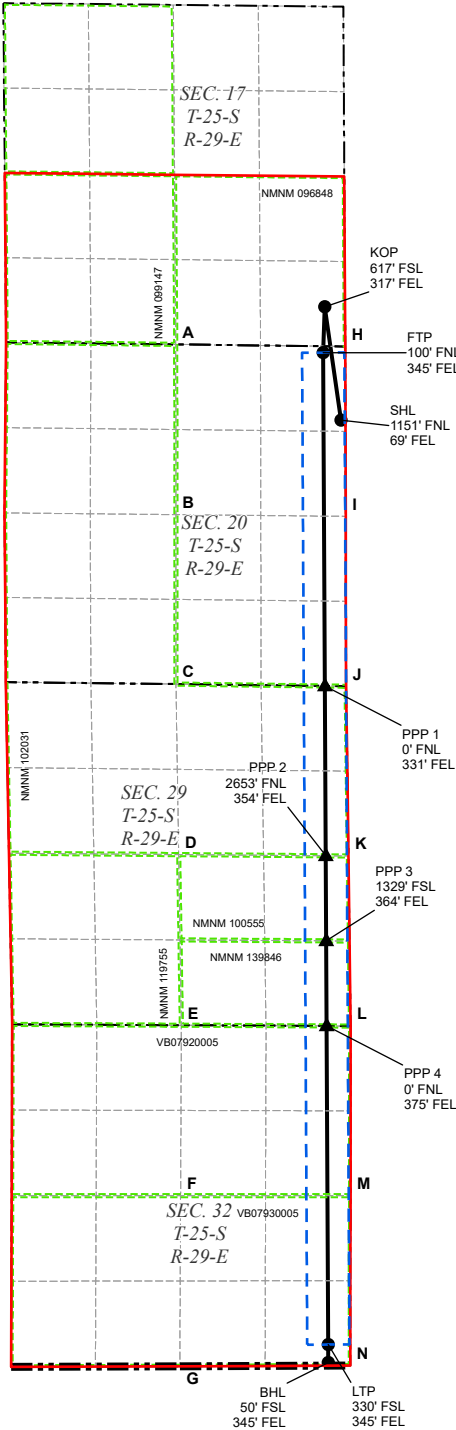 SEC. 17
T-25-S
R-29-E
NMNM 096848
NMNM 099147
KOP
617' FSL
317' FEL
A
H
FTP
100' FNL
345' FEL
SHL
1151' FNL
69' FEL
B
I
SEC. 20
T-25-S
R-29-E
C
J
PPP 1
0' FNL
331' FEL
NMNM 102031
PPP 2
2653' FNL
354' FEL
SEC. 29
T-25-S
R-29-E
D
K
PPP 3
1329' FSL
364' FEL
NMNM 100555
NMNM 139846
NMNM 119755
E
L
VB07920005
PPP 4
0' FNL
375' FEL
F
M
SEC. 32
T-25-S
R-29-E
VB07930005
G
N
BHL
50' FSL
345' FEL
LTP
330' FSL
345' FEL